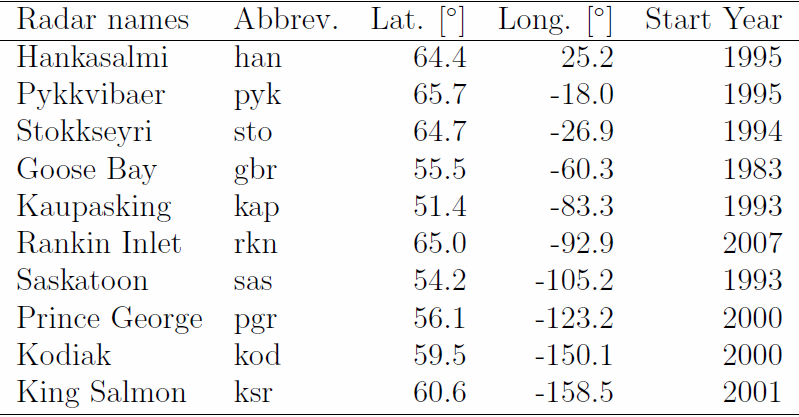 Radar names Abbrev. Lat. [°] Long. [°] Start Year
Hankasalmi han 64.4 25.2 1995
Pykkvibaer pyk 65.7 -18.0 1995
Stokkseyri sto 64.7 -26.9 1994
Goose Bay gbr 55.5 -60.3 1983
Kaupasking kap 51.4 -83.3 1993
Rankin Inlet rkn 65.0 -92.9 2007
Saskatoon sas 54.2 -105.2 1993
Prince George pgr 56.1 -123.2 2000
Kodiak kod 59.5 -150.1 2000
King Salmon ksr 60.6 -158.5 2001